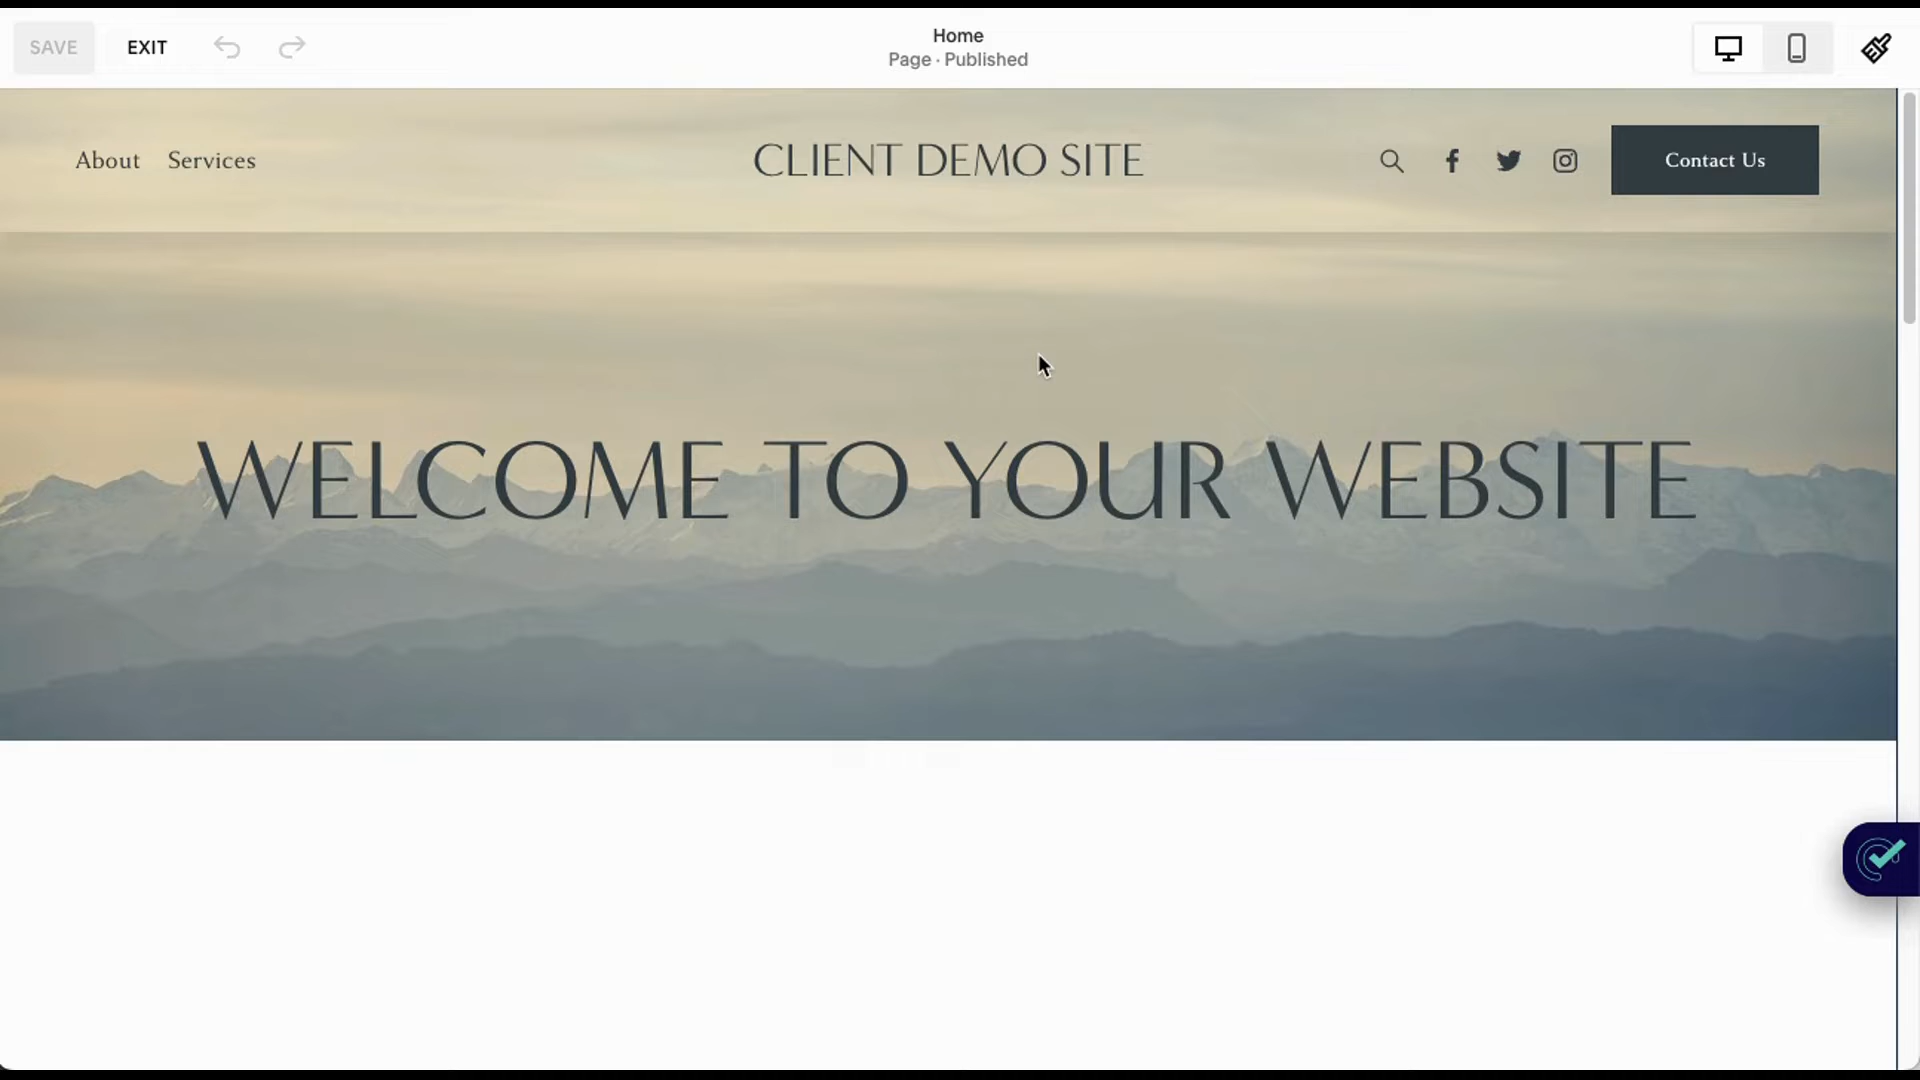 SAVE EXIT
Home
Page · Published
About Services CLIENT DEMO SITE Contact Us
WELCOME TO YOUR WEBSITE